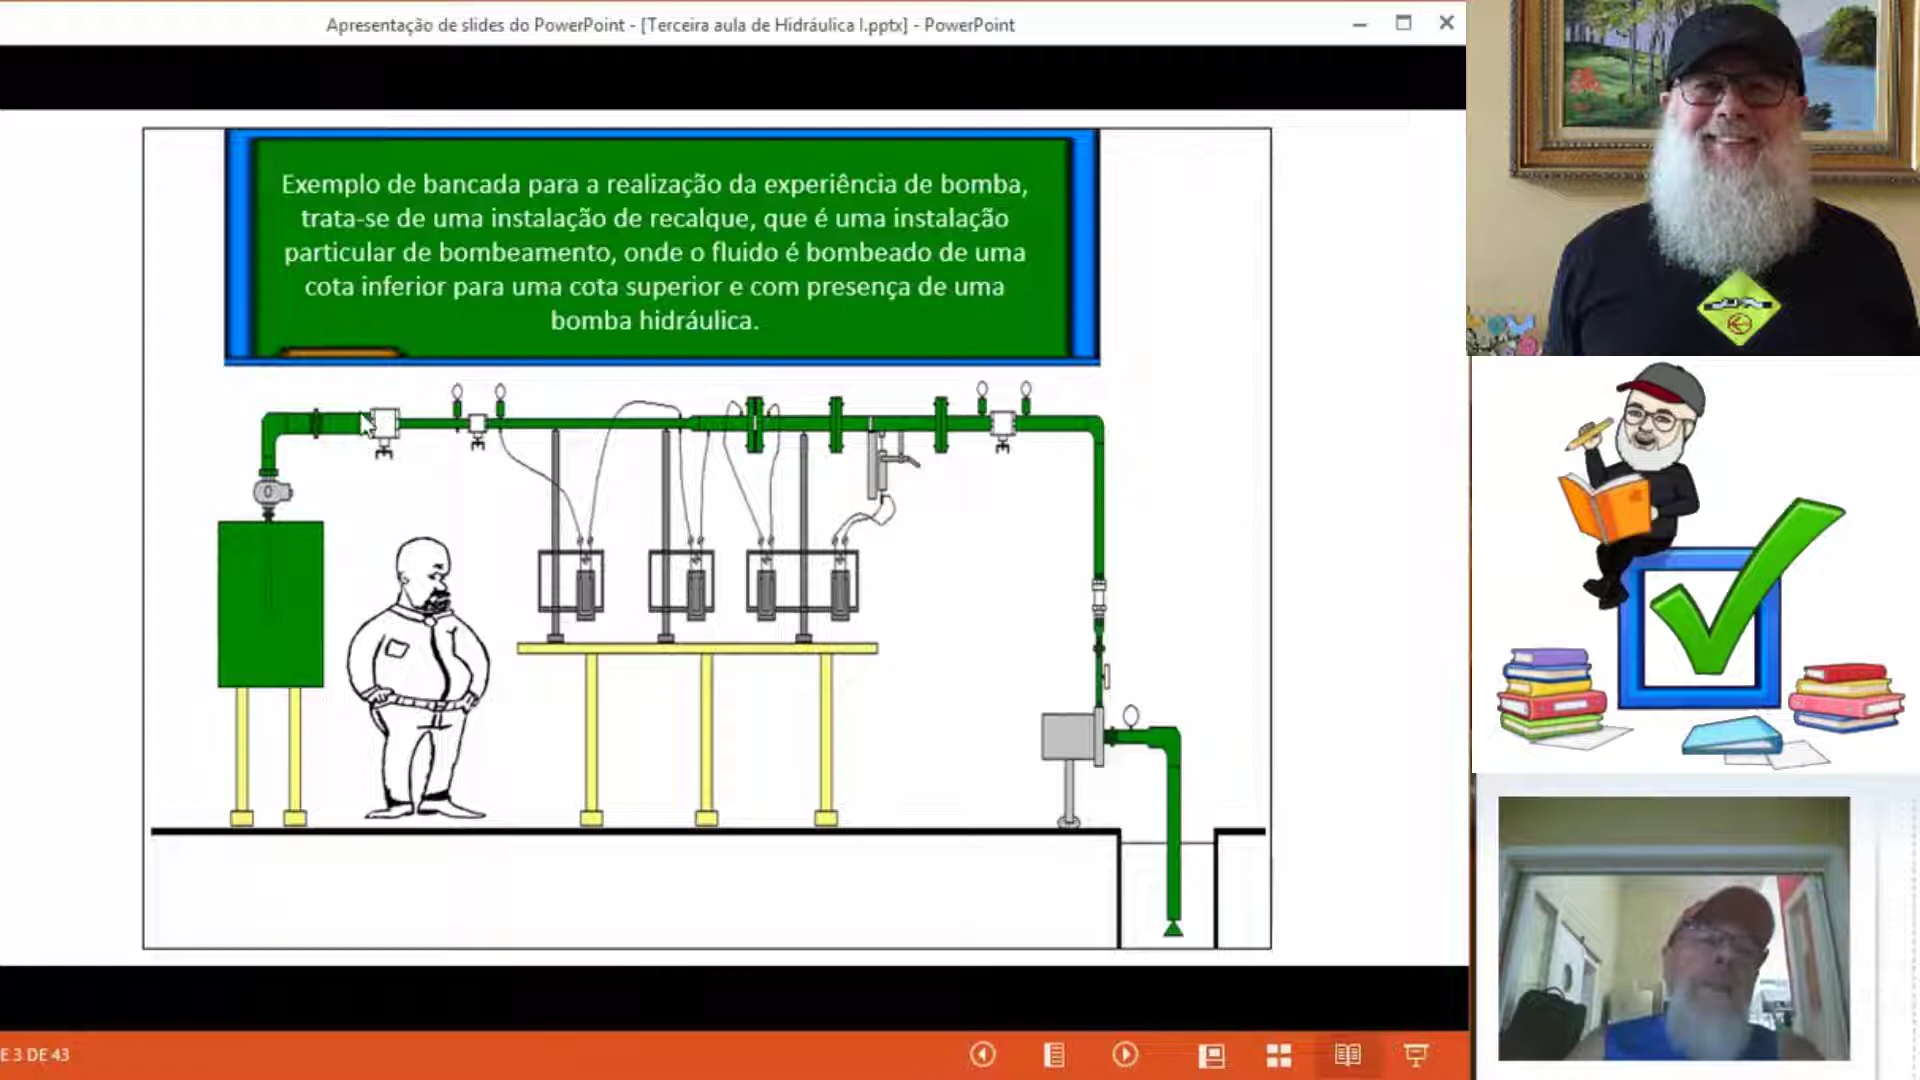 Apresentação de slides do PowerPoint - [Terceira aula de Hidráulica I.pptx] - PowerPoint
Exemplo de bancada para a realização da experiência de bomba,
trata-se de uma instalação de recalque, que é uma instalação
particular de bombeamento, onde o fluido é bombeado de uma
cota inferior para uma cota superior e com presença de uma
bomba hidráulica.
E 3 DE 43